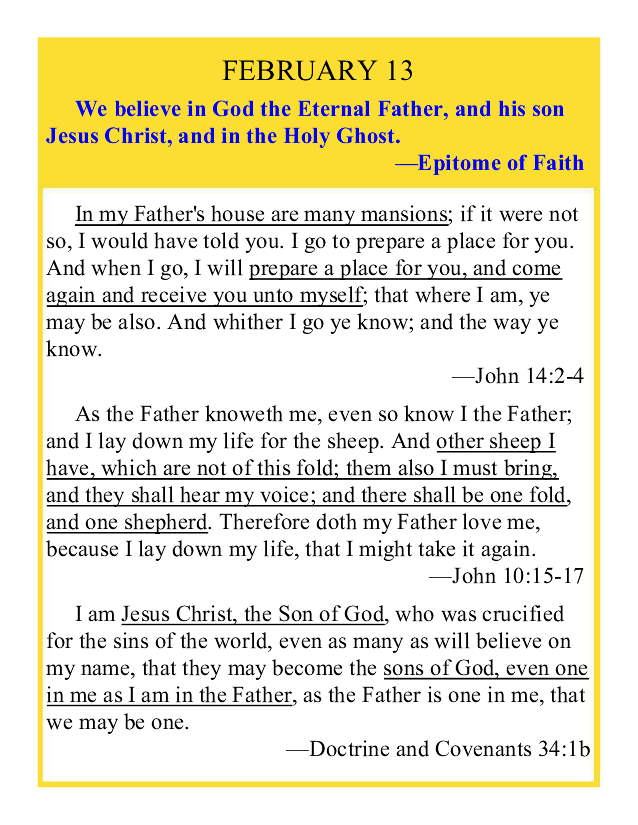 FEBRUARY 13
We believe in God the Eternal Father, and his son
Jesus Christ, and in the Holy Ghost.
—Epitome of Faith
In my Father's house are many mansions; if it were not
so, I would have told you. I go to prepare a place for you.
And when I go, I will prepare a place for you, and come
again and receive you unto myself; that where I am, ye
may be also. And whither I go ye know; and the way ye
know.
—John 14:2-4
As the Father knoweth me, even so know I the Father;
and I lay down my life for the sheep. And other sheep I
have, which are not of this fold; them also I must bring,
and they shall hear my voice; and there shall be one fold,
and one shepherd. Therefore doth my Father love me,
because I lay down my life, that I might take it again.
—John 10:15-17
I am Jesus Christ, the Son of God, who was crucified
for the sins of the world, even as many as will believe on
my name, that they may become the sons of God, even one
in me as I am in the Father, as the Father is one in me, that
we may be one.
—Doctrine and Covenants 34:1b